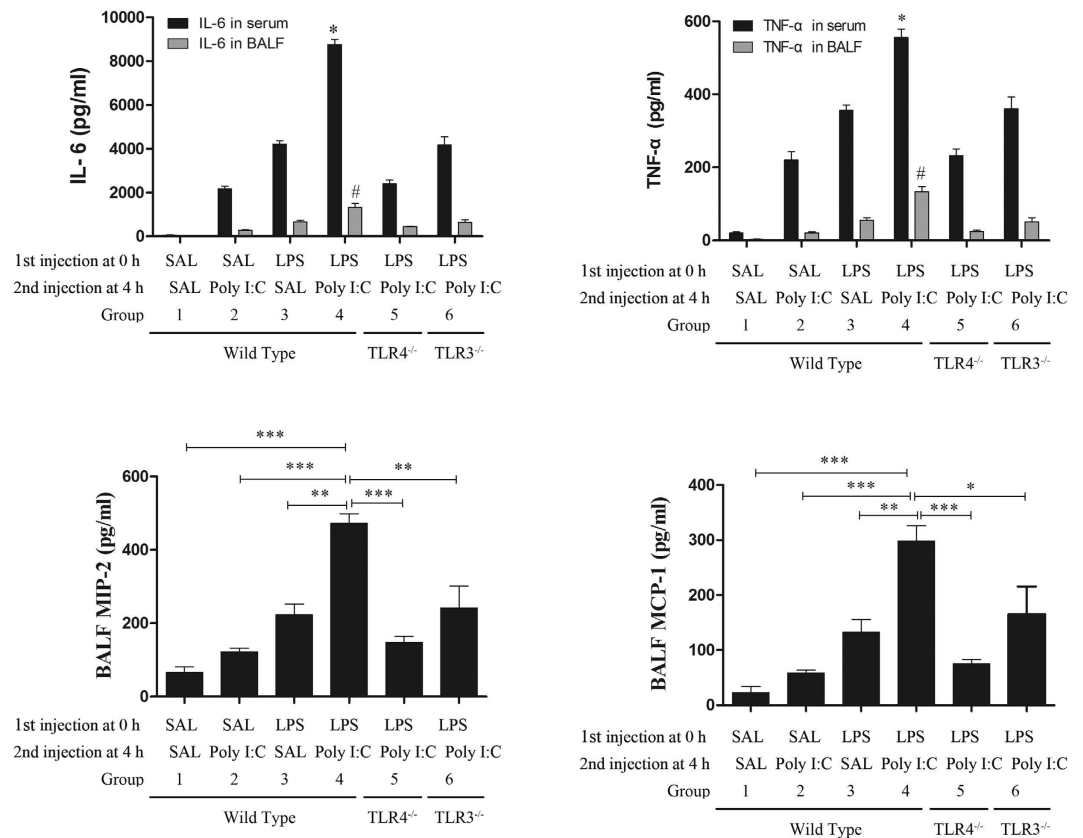 IL-6 in serum
IL-6 in BALF
IL- 6 (pg/ml)
10000
8000
6000
4000
2000
0
*
#
1st injection at 0 h SAL SAL LPS LPS LPS LPS
2nd injection at 4 h SAL Poly I:C SAL Poly I:C Poly I:C Poly I:C
Group 1 2 3 4 5 6
Wild Type TLR4-/- TLR3-/-
TNF-α in serum
TNF-α in BALF
TNF-α (pg/ml)
600
400
200
0
*
#
1st injection at 0 h SAL SAL LPS LPS LPS LPS
2nd injection at 4 h SAL Poly I:C SAL Poly I:C Poly I:C Poly I:C
Group 1 2 3 4 5 6
Wild Type TLR4-/- TLR3-/-
***
*** **
** ***
BALF MIP-2 (pg/ml)
600
400
200
0
1st injection at 0 h SAL SAL LPS LPS LPS LPS
2nd injection at 4 h SAL Poly I:C SAL Poly I:C Poly I:C Poly I:C
Group 1 2 3 4 5 6
Wild Type TLR4-/- TLR3-/-
***
*** *
** ***
BALF MCP-1 (pg/ml)
400
300
200
100
0
1st injection at 0 h SAL SAL LPS LPS LPS LPS
2nd injection at 4 h SAL Poly I:C SAL Poly I:C Poly I:C Poly I:C
Group 1 2 3 4 5 6
Wild Type TLR4-/- TLR3-/-